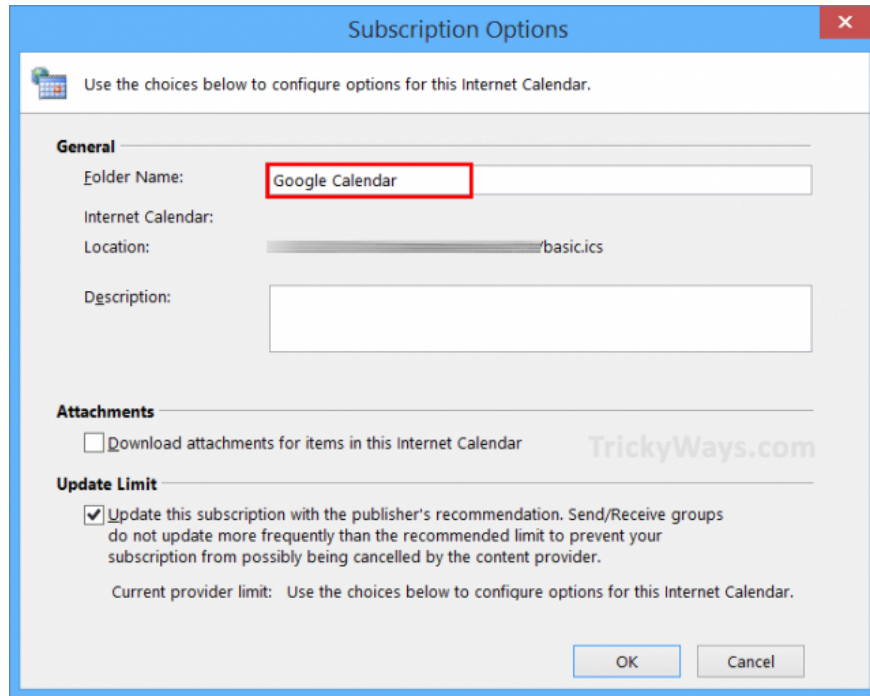 Subscription Options
Use the choices below to configure options for this Internet Calendar.
General
Folder Name: Google Calendar
Internet Calendar:
Location: /basic.ics
Description:
Attachments
Download attachments for items in this Internet Calendar
TrickyWays.com
Update Limit
Update this subscription with the publisher's recommendation. Send/Receive groups
do not update more frequently than the recommended limit to prevent your
subscription from possibly being cancelled by the content provider.
Current provider limit: Use the choices below to configure options for this Internet Calendar.
OK Cancel